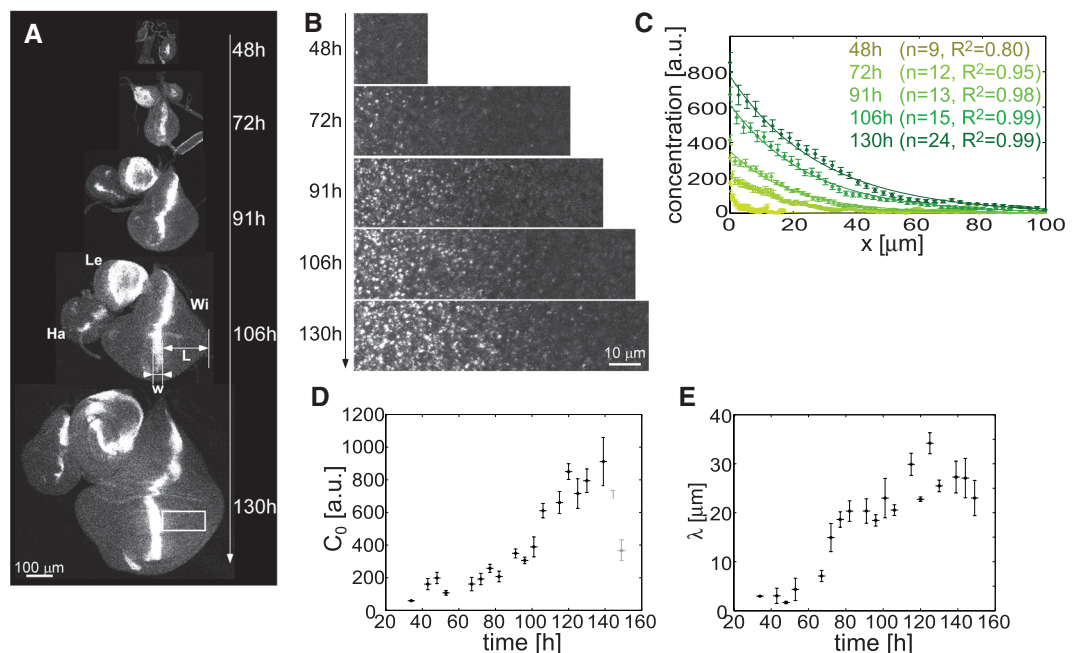 A
48h
72h
91h
Le
Wi
Ha
106h
L
w
130h
100 µm
B
48h
72h
91h
106h
130h
10 µm
C
concentration [a.u.]
800
600
400
200
0
0 20 40 60 80 100
x [µm]
48h (n=9, R²=0.80)
72h (n=12, R²=0.95)
91h (n=13, R²=0.98)
106h (n=15, R²=0.99)
130h (n=24, R²=0.99)
D
C₀ [a.u.]
1200
1000
800
600
400
200
0
20 40 60 80 100 120 140 160
time [h]
E
λ [µm]
40
30
20
10
0
20 40 60 80 100 120 140 160
time [h]